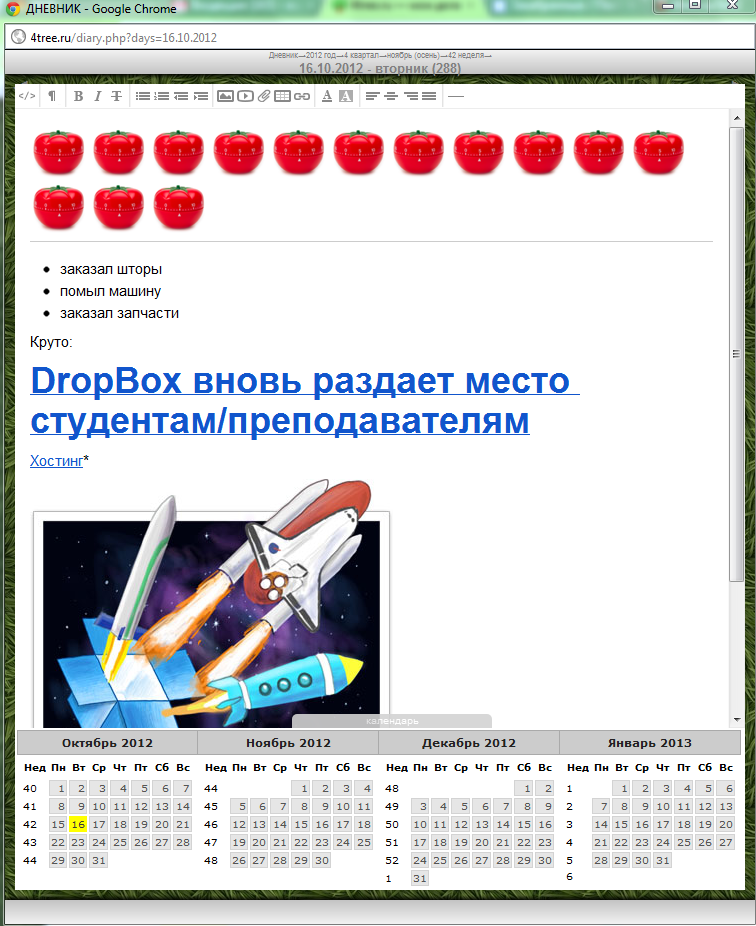 ДНЕВНИК - Google Chrome
4tree.ru/diary.php?days=16.10.2012
Дневник→2012 год→4 квартал→ноябрь (осень)→42 неделя→
16.10.2012 - вторник (288)
заказал шторы
помыл машину
заказал запчасти
Круто:
DropBox вновь раздает место
студентам/преподавателям
Хостинг*
календарь
Октябрь 2012 Ноябрь 2012 Декабрь 2012 Январь 2013
Нед Пн Вт Ср Чт Пт Сб Вс Нед Пн Вт Ср Чт Пт Сб Вс Нед Пн Вт Ср Чт Пт Сб Вс Нед Пн Вт Ср Чт Пт Сб Вс
40 1 2 3 4 5 6 7 44 1 2 3 4 48 1 2 1 1 2 3 4 5 6
41 8 9 10 11 12 13 14 45 5 6 7 8 9 10 11 49 3 4 5 6 7 8 9 2 7 8 9 10 11 12 13
42 15 16 17 18 19 20 21 46 12 13 14 15 16 17 18 50 10 11 12 13 14 15 16 3 14 15 16 17 18 19 20
43 22 23 24 25 26 27 28 47 19 20 21 22 23 24 25 51 17 18 19 20 21 22 23 4 21 22 23 24 25 26 27
44 29 30 31 48 26 27 28 29 30 52 24 25 26 27 28 29 30 5 28 29 30 31
1 31 6